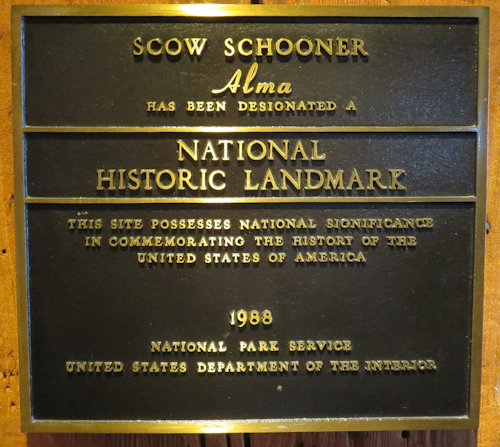 SCOW SCHOONER
Alma
HAS BEEN DESIGNATED A
NATIONAL
HISTORIC LANDMARK
THIS SITE POSSESSES NATIONAL SIGNIFICANCE
IN COMMEMORATING THE HISTORY OF THE
UNITED STATES OF AMERICA
1988
NATIONAL PARK SERVICE
UNITED STATES DEPARTMENT OF THE INTERIOR